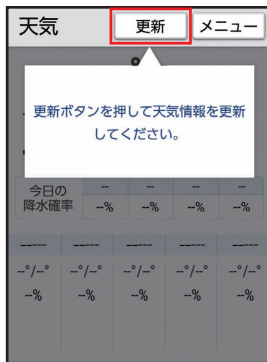 天気 更新 メニュー
更新ボタンを押して天気情報を更新
してください。
今日の -- -- -- --
降水確率 --% --% --% --%
----- ----- ----- ----- -----
--°/--° --°/--° --°/--° --°/--° --°/--°
--% --% --% --% --%